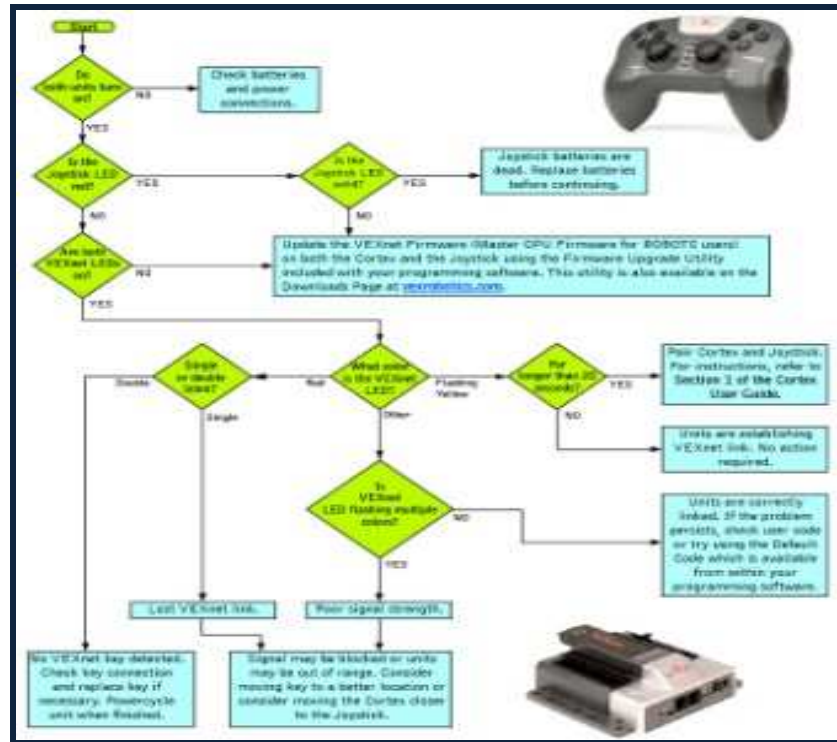 Start
Do
both units turn
on?
NO
Check batteries
and power
connections.
YES
Is the
Joystick LED
red?
YES
Is the
Joystick LED
solid?
YES
Joystick batteries are
dead. Replace batteries
before continuing.
NO
NO
Are both
VEXnet LEDs
on?
NO
Update the VEXnet Firmware (Master CPU Firmware for ROBOTC users)
on both the Cortex and the Joystick using the Firmware Upgrade Utility
included with your programming software. This utility is also available on the
Downloads Page at vexrobotics.com.
YES
Single
or double
blink?
Double
Single
What color
is the VEXnet
LED?
Red
Flashing
Yellow
Other
For
longer than 20
seconds?
YES
Pair Cortex and Joystick.
For instructions, refer to
Section 1 of the Cortex
User Guide.
NO
Units are establishing
VEXnet link. No action
required.
Is
VEXnet
LED flashing multiple
colors?
NO
Units are correctly
linked. If the problem
persists, check user code
or try using the Default
Code which is available
from within your
programming software.
YES
Lost VEXnet link.
Poor signal strength.
No VEXnet key detected.
Check key connection
and replace key if
necessary. Powercycle
unit when finished.
Signal may be blocked or units
may be out of range. Consider
moving key to a better location or
consider moving the Cortex closer
to the Joystick.